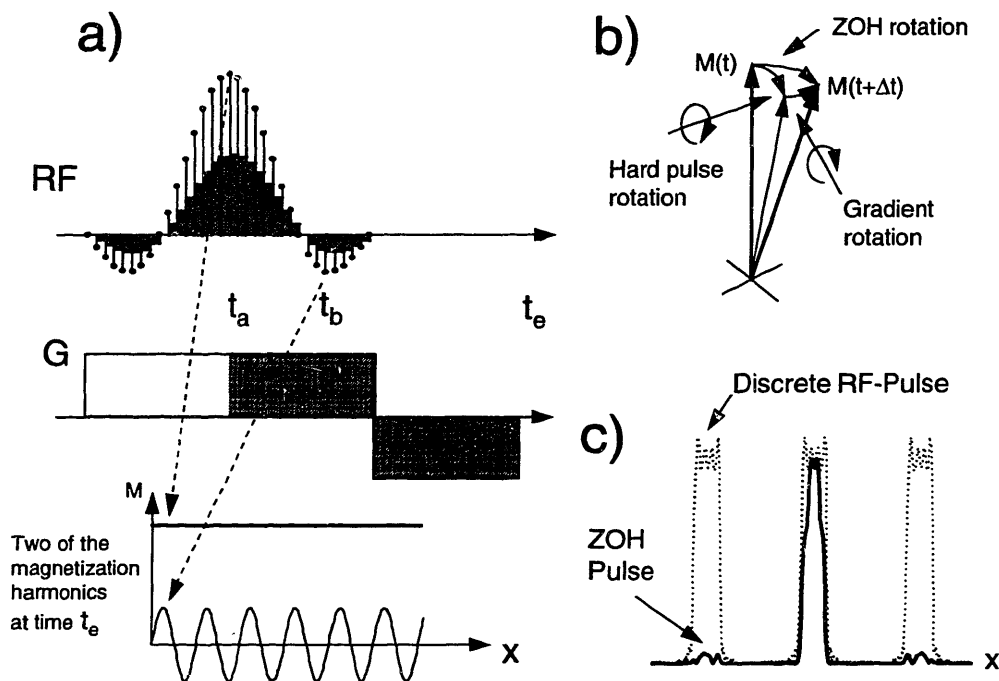 a)
RF
t_a
t_b
t_e
G
M
Two of the
magnetization
harmonics
at time t_e
x
b)
ZOH rotation
M(t)
M(t+Δt)
Hard pulse
rotation
Gradient
rotation
c)
Discrete RF-Pulse
ZOH
Pulse
x